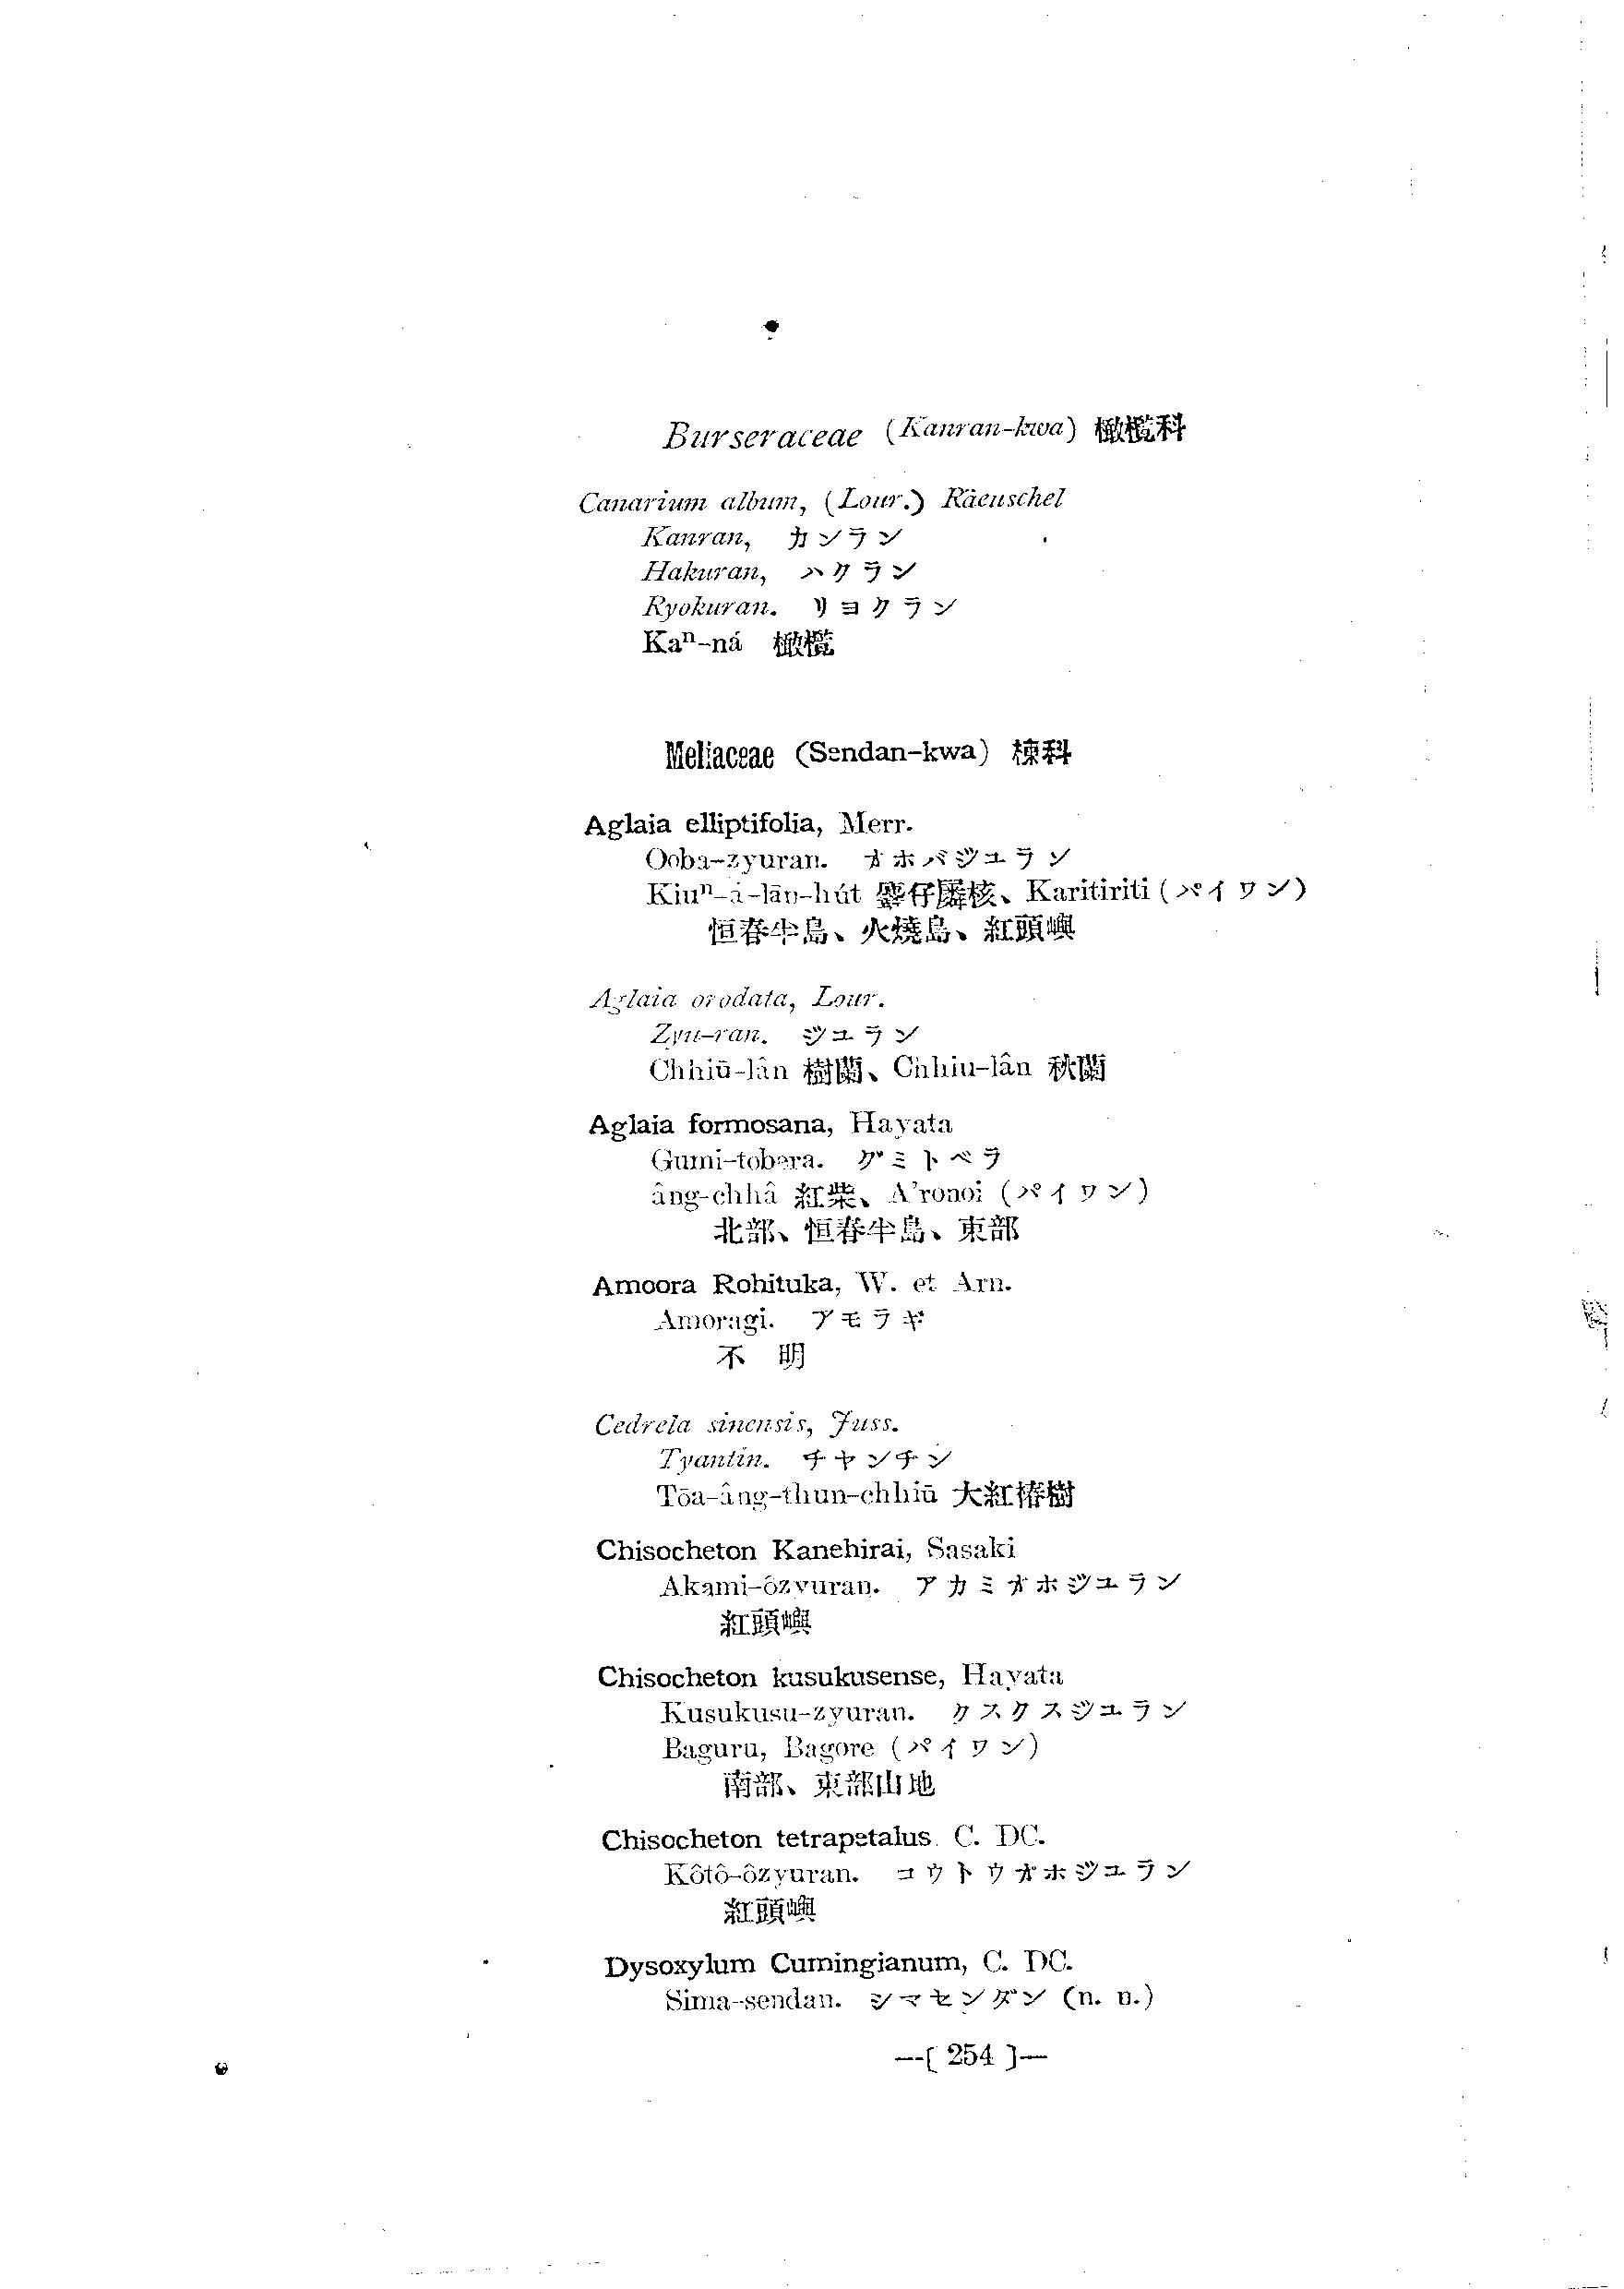 Burseraceae (Kanran-kwa) 橄欖科
Canarium album, (Lour.) Räeuschel
Kanran, カンラン
Hakuran, ハクラン
Ryokuran. リヨクラン
Kaⁿ-ná 橄欖
Meliaceae (Sendan-kwa) 楝科
Aglaia elliptifolia, Merr.
Ooba-zyuran. オホバジユラン
Kiuⁿ-á-lān-hút 仔 核、Karitiriti (パイワン)
恒春半島、火燒島、紅頭嶼
Aglaia orodata, Lour.
Zyu-ran. ジユラン
Chhiū-lân 樹蘭、Chhiu-lân 秋蘭
Aglaia formosana, Hayata
Gumi-tobera. グミトベラ
âng-chhâ 紅柴、A'ronoi (パイワン)
北部、恒春半島、東部
Amoora Rohituka, W. et Arn.
Amoragi. アモラギ
不 明
Cedrela sinensis, Juss.
Tyantin. チヤンチン
Tōa-âng-thun-chhiū 大紅椿樹
Chisocheton Kanehirai, Sasaki
Akami-ôzyuran. アカミオホジユラン
紅頭嶼
Chisocheton kusukusense, Hayata
Kusukusu-zyuran. クスクスジユラン
Baguru, Bagore (パイワン)
南部、東部山地
Chisocheton tetrapetalus. C. DC.
Kôtô-ôzyuran. コウトウオホジユラン
紅頭嶼
Dysoxylum Cumingianum, C. DC.
Sima-sendan. シマセンダン (n. n.)
—( 254 )—